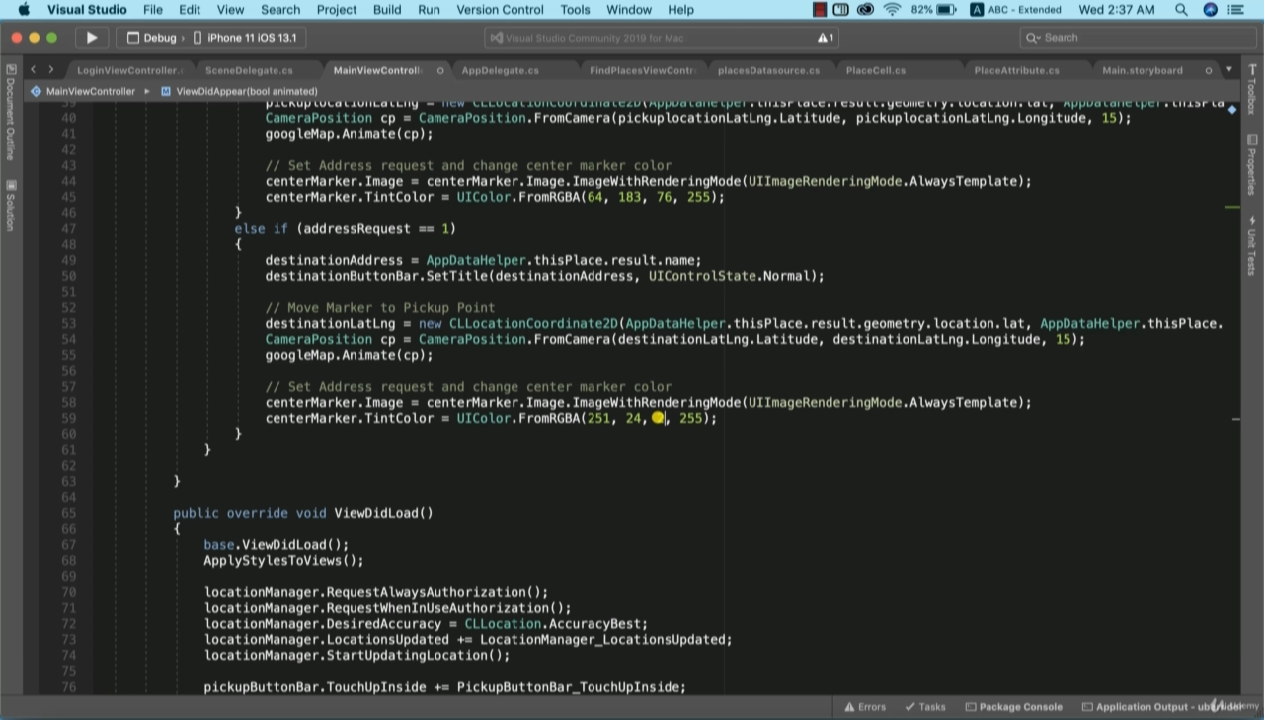 Visual Studio File Edit View Search Project Build Run Version Control Tools Window Help 82% A ABC - Extended Wed 2:37 AM
Debug › iPhone 11 iOS 13.1 Visual Studio Community 2019 for Mac 1 Search
LoginViewController.c SceneDelegate.cs MainViewControll AppDelegate.cs FindPlacesViewContr placesDatasource.cs PlaceCell.cs PlaceAttribute.cs Main.storyboard
MainViewController ViewDidAppear(bool animated)
Document Outline
Solution
Toolbox
Properties
Unit Tests
39 pickuplocationLatLng = new CLLocationCoordinate2D(AppDataHelper.thisPlace.result.geometry.location.lat, AppDataHelper.thisPla
40 CameraPosition cp = CameraPosition.FromCamera(pickuplocationLatLng.Latitude, pickuplocationLatLng.Longitude, 15);
41 googleMap.Animate(cp);
42
43 // Set Address request and change center marker color
44 centerMarker.Image = centerMarker.Image.ImageWithRenderingMode(UIImageRenderingMode.AlwaysTemplate);
45 centerMarker.TintColor = UIColor.FromRGBA(64, 183, 76, 255);
46 }
47 else if (addressRequest == 1)
48 {
49 destinationAddress = AppDataHelper.thisPlace.result.name;
50 destinationButtonBar.SetTitle(destinationAddress, UIControlState.Normal);
51
52 // Move Marker to Pickup Point
53 destinationLatLng = new CLLocationCoordinate2D(AppDataHelper.thisPlace.result.geometry.location.lat, AppDataHelper.thisPlace.
54 CameraPosition cp = CameraPosition.FromCamera(destinationLatLng.Latitude, destinationLatLng.Longitude, 15);
55 googleMap.Animate(cp);
56
57 // Set Address request and change center marker color
58 centerMarker.Image = centerMarker.Image.ImageWithRenderingMode(UIImageRenderingMode.AlwaysTemplate);
59 centerMarker.TintColor = UIColor.FromRGBA(251, 24, , 255);
60 }
61 }
62
63 }
64
65 public override void ViewDidLoad()
66 {
67 base.ViewDidLoad();
68 ApplyStylesToViews();
69
70 locationManager.RequestAlwaysAuthorization();
71 locationManager.RequestWhenInUseAuthorization();
72 locationManager.DesiredAccuracy = CLLocation.AccuracyBest;
73 locationManager.LocationsUpdated += LocationManager_LocationsUpdated;
74 locationManager.StartUpdatingLocation();
75
76 pickupButtonBar.TouchUpInside += PickupButtonBar_TouchUpInside;
Errors Tasks Package Console Application Output -